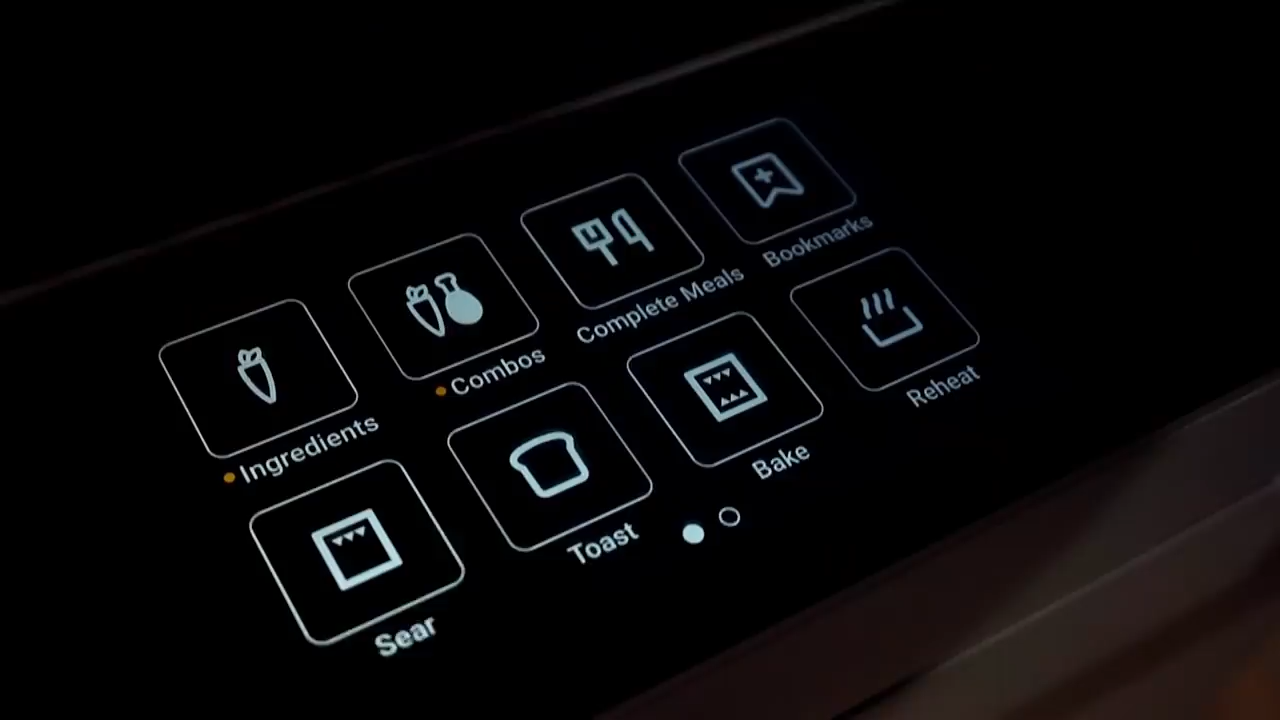 Ingredients
Combos
Complete Meals
Bookmarks
Sear
Toast
Bake
Reheat